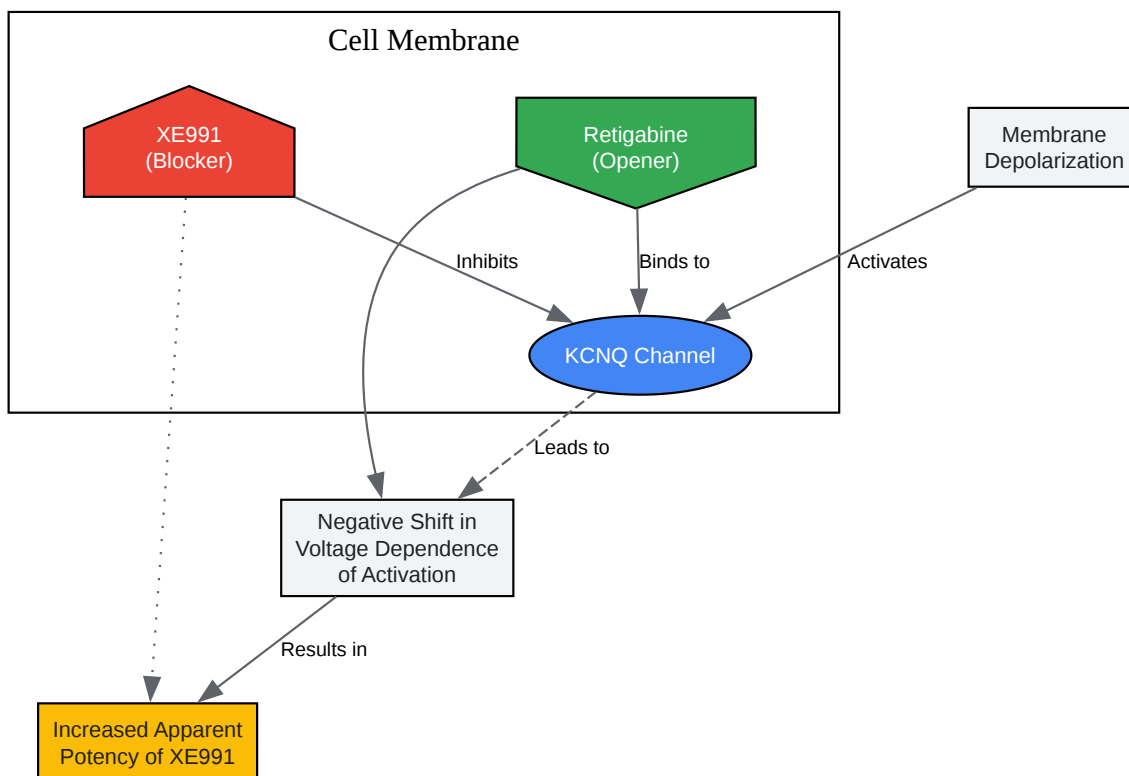 Cell Membrane
XE991
(Blocker)
Retigabine
(Opener)
Membrane
Depolarization
Inhibits
Binds to
Activates
KCNQ Channel
Leads to
Negative Shift in
Voltage Dependence
of Activation
Results in
Increased Apparent
Potency of XE991